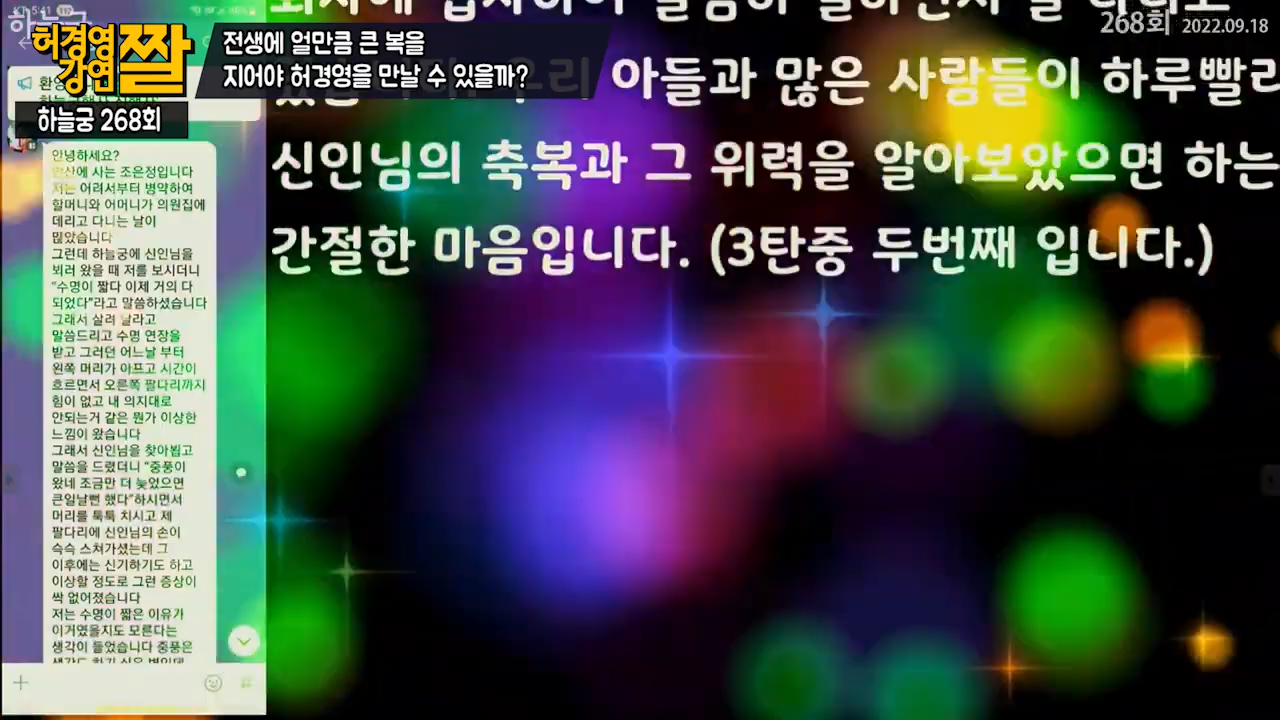 하늘궁
5:41
허경영
강연
짤
전생에 얼만큼 큰 복을
지어야 허경영을 만날 수 있을까?
하늘궁 268회
268회 2022.09.18
아들과 많은 사람들이 하루빨리
신인님의 축복과 그 위력을 알아보았으면 하는
간절한 마음입니다. (3탄중 두번째 입니다.)
안녕하세요?
안산에 사는 조은정입니다
저는 어려서부터 병약하여
할머니와 어머니가 의원집에
데리고 다니는 날이
많았습니다
그런데 하늘궁에 신인님을
뵈러 왔을 때 저를 보시더니
"수명이 짧다 이제 거의 다
되었다"라고 말씀하셨습니다
그래서 살려 달라고
말씀드리고 수명 연장을
받고 그러던 어느날 부터
왼쪽 머리가 아프고 시간이
흐르면서 오른쪽 팔다리까지
힘이 없고 내 의지대로
안되는거 같은 뭔가 이상한
느낌이 왔습니다
그래서 신인님을 찾아뵙고
말씀을 드렸더니 "중풍이
왔네 조금만 더 늦었으면
큰일날뻔 했다"하시면서
머리를 툭툭 치시고 제
팔다리에 신인님의 손이
슥슥 스쳐가셨는데 그
이후에는 신기하기도 하고
이상할 정도로 그런 증상이
싹 없어졌습니다
저는 수명이 짧은 이유가
이거였을지도 모른다는
생각이 들었습니다 중풍은